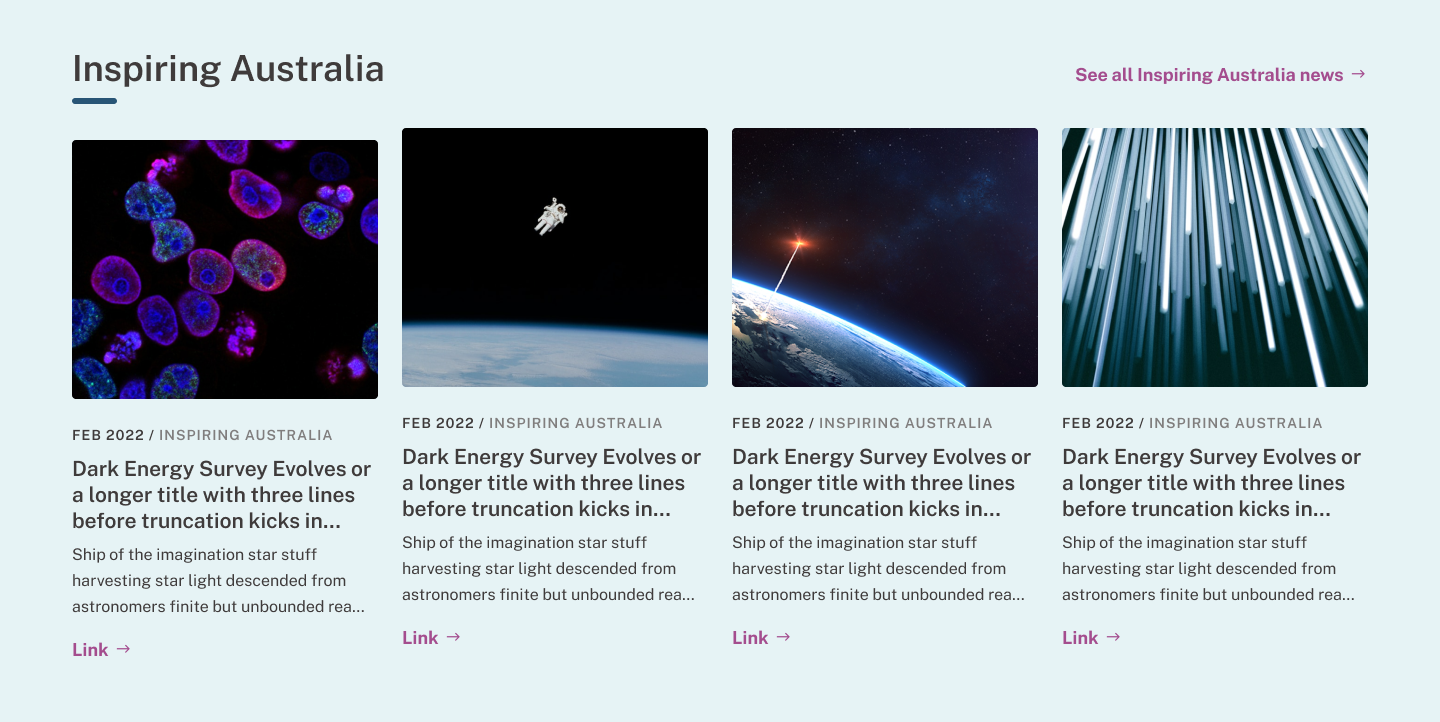 Inspiring Australia
See all Inspiring Australia news →
FEB 2022 / INSPIRING AUSTRALIA
Dark Energy Survey Evolves or
a longer title with three lines
before truncation kicks in...
Ship of the imagination star stuff
harvesting star light descended from
astronomers finite but unbounded rea...
Link →
FEB 2022 / INSPIRING AUSTRALIA
Dark Energy Survey Evolves or
a longer title with three lines
before truncation kicks in...
Ship of the imagination star stuff
harvesting star light descended from
astronomers finite but unbounded rea...
Link →
FEB 2022 / INSPIRING AUSTRALIA
Dark Energy Survey Evolves or
a longer title with three lines
before truncation kicks in...
Ship of the imagination star stuff
harvesting star light descended from
astronomers finite but unbounded rea...
Link →
FEB 2022 / INSPIRING AUSTRALIA
Dark Energy Survey Evolves or
a longer title with three lines
before truncation kicks in...
Ship of the imagination star stuff
harvesting star light descended from
astronomers finite but unbounded rea...
Link →